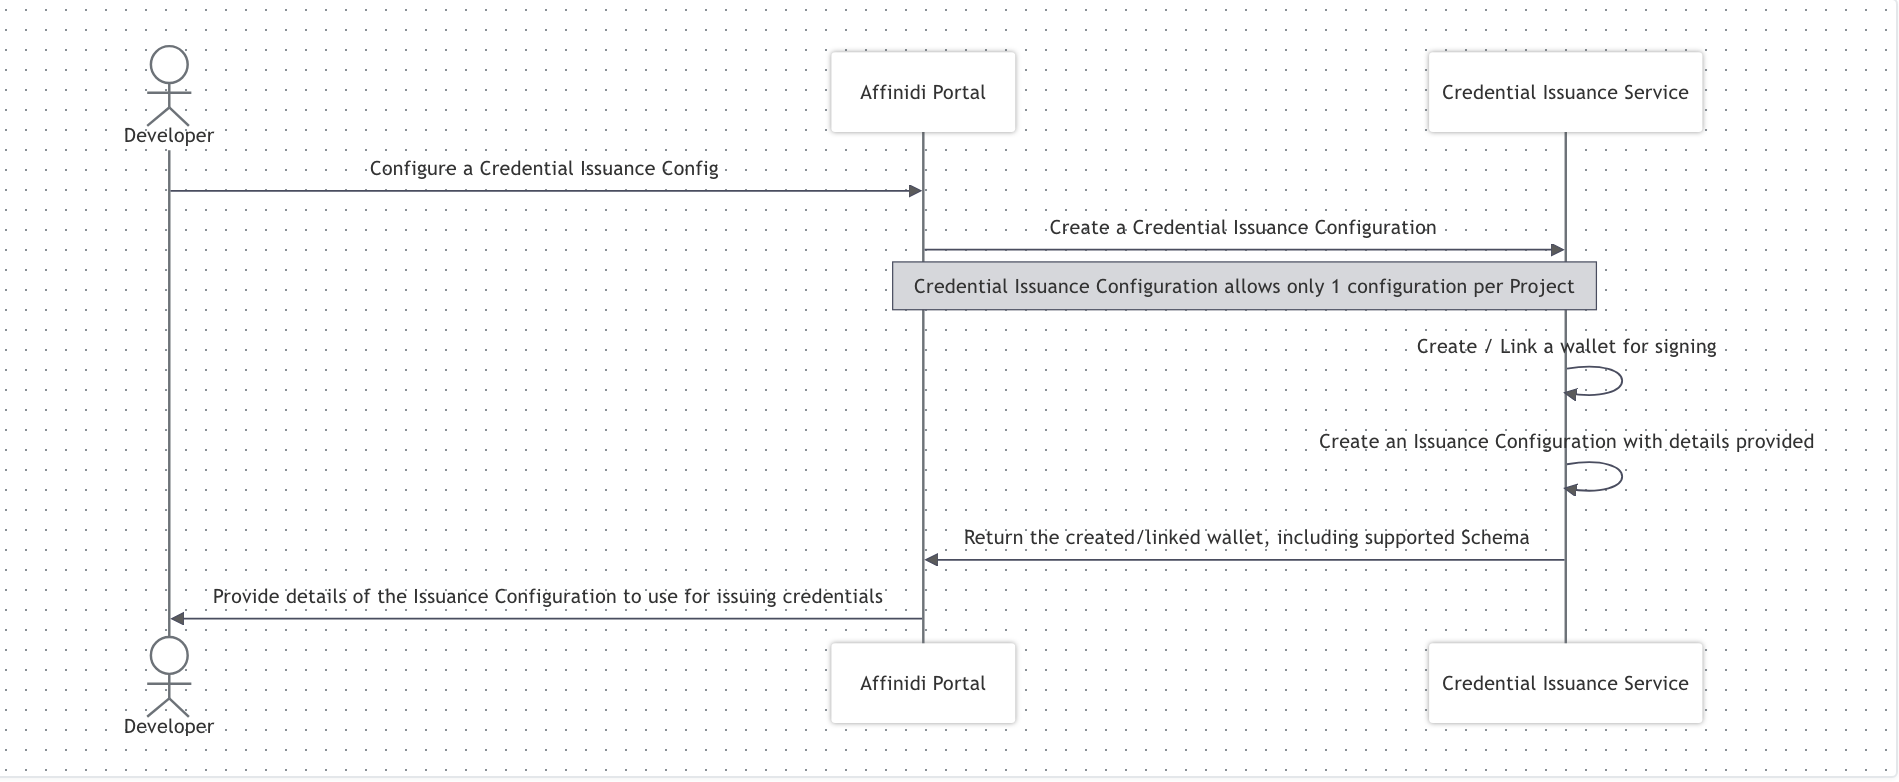 Developer
Affinidi Portal
Credential Issuance Service
Configure a Credential Issuance Config
Create a Credential Issuance Configuration
Credential Issuance Configuration allows only 1 configuration per Project
Create / Link a wallet for signing
Create an Issuance Configuration with details provided
Return the created/linked wallet, including supported Schema
Provide details of the Issuance Configuration to use for issuing credentials
Affinidi Portal
Credential Issuance Service
Developer